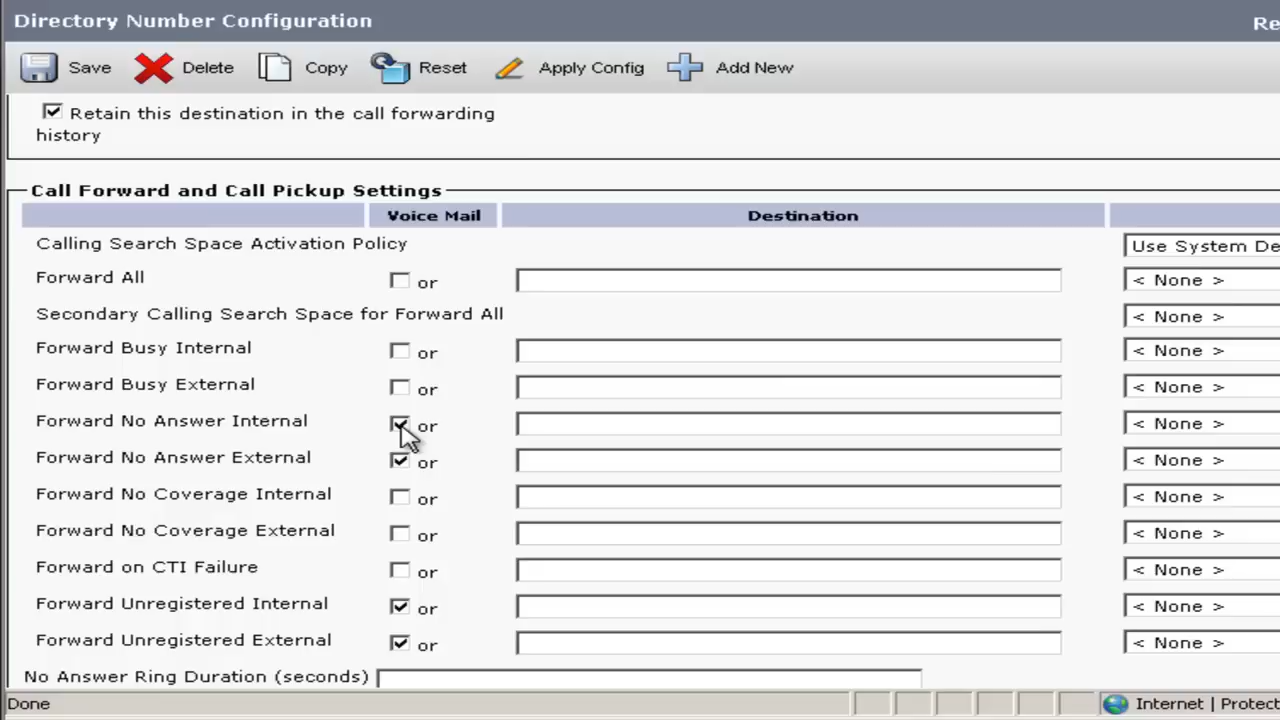 Directory Number Configuration
Re
Save Delete Copy Reset Apply Config Add New
Retain this destination in the call forwarding
history
Call Forward and Call Pickup Settings
Voice Mail Destination
Calling Search Space Activation Policy Use System De
Forward All or < None >
Secondary Calling Search Space for Forward All < None >
Forward Busy Internal or < None >
Forward Busy External or < None >
Forward No Answer Internal or < None >
Forward No Answer External or < None >
Forward No Coverage Internal or < None >
Forward No Coverage External or < None >
Forward on CTI Failure or < None >
Forward Unregistered Internal or < None >
Forward Unregistered External or < None >
No Answer Ring Duration (seconds)
Done Internet | Protect